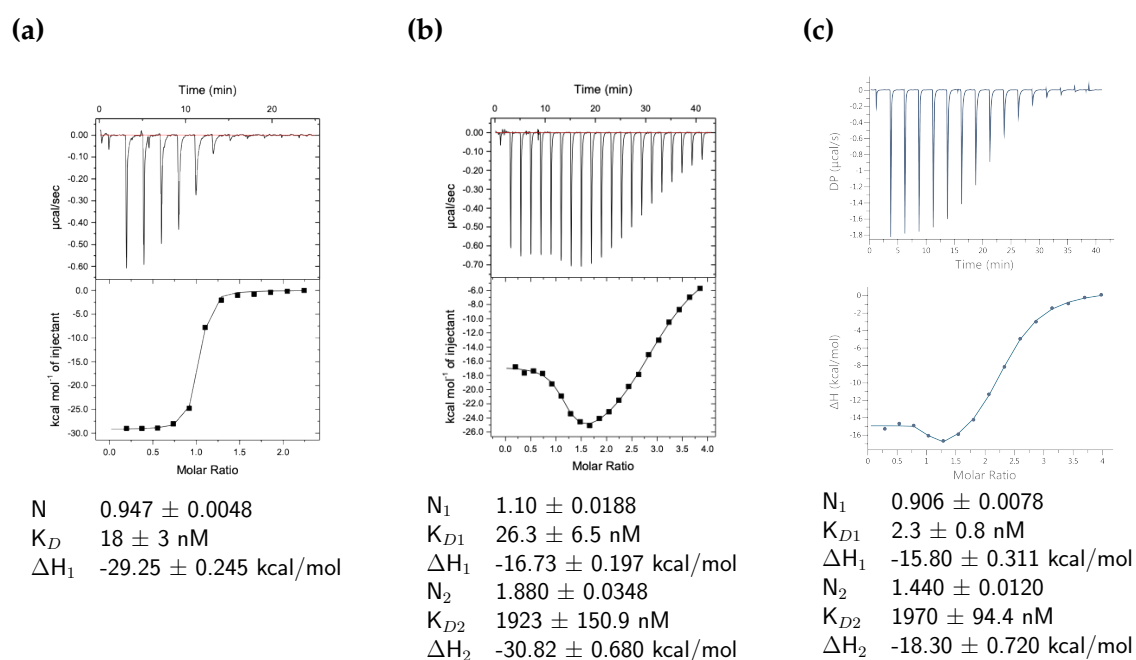 (a)
Time (min)
0 10 20
0.00
-0.10
-0.20
-0.30
-0.40
-0.50
-0.60
µcal/sec
0.0
-5.0
-10.0
-15.0
-20.0
-25.0
-30.0
kcal mol⁻¹ of injectant
0.0 0.5 1.0 1.5 2.0
Molar Ratio
N 0.947 ± 0.0048
K_D 18 ± 3 nM
ΔH₁ -29.25 ± 0.245 kcal/mol
(b)
Time (min)
0 10 20 30 40
0.00
-0.10
-0.20
-0.30
-0.40
-0.50
-0.60
-0.70
µcal/sec
-6.0
-8.0
-10.0
-12.0
-14.0
-16.0
-18.0
-20.0
-22.0
-24.0
-26.0
kcal mol⁻¹ of injectant
0.0 0.5 1.0 1.5 2.0 2.5 3.0 3.5 4.0
Molar Ratio
N₁ 1.10 ± 0.0188
K_D1 26.3 ± 6.5 nM
ΔH₁ -16.73 ± 0.197 kcal/mol
N₂ 1.880 ± 0.0348
K_D2 1923 ± 150.9 nM
ΔH₂ -30.82 ± 0.680 kcal/mol
(c)
0
-0.2
-0.4
-0.6
-0.8
-1
-1.2
-1.4
-1.6
-1.8
DP (µcal/s)
0 5 10 15 20 25 30 35 40
Time (min)
0
-2
-4
-6
-8
-10
-12
-14
-16
ΔH (kcal/mol)
0 0.5 1 1.5 2 2.5 3 3.5 4
Molar Ratio
N₁ 0.906 ± 0.0078
K_D1 2.3 ± 0.8 nM
ΔH₁ -15.80 ± 0.311 kcal/mol
N₂ 1.440 ± 0.0120
K_D2 1970 ± 94.4 nM
ΔH₂ -18.30 ± 0.720 kcal/mol